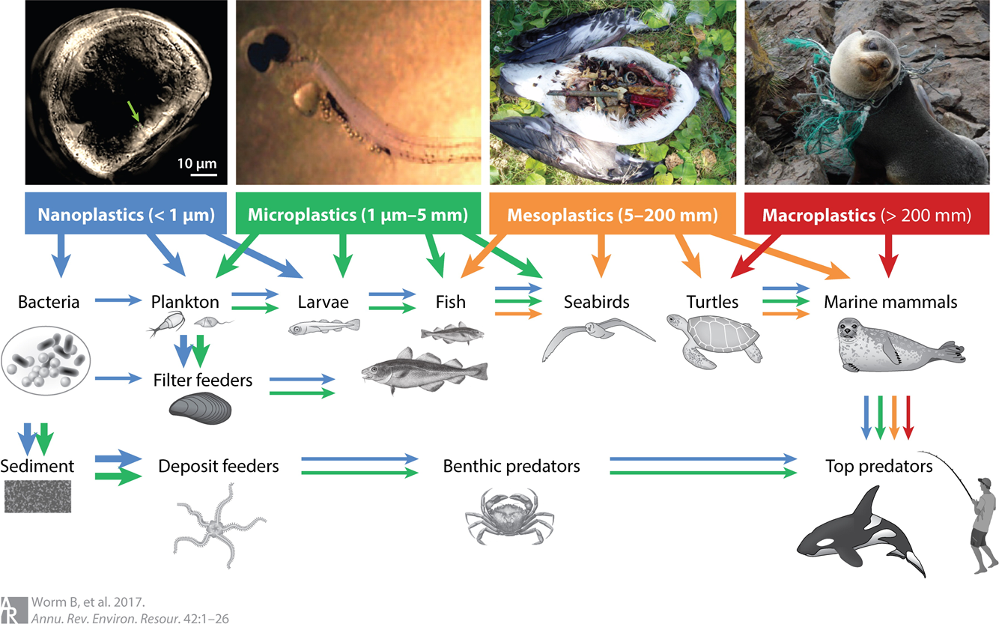 10 μm
Nanoplastics (< 1 μm)
Microplastics (1 μm–5 mm)
Mesoplastics (5–200 mm)
Macroplastics (> 200 mm)
Bacteria
Plankton
Larvae
Fish
Seabirds
Turtles
Marine mammals
Filter feeders
Sediment
Deposit feeders
Benthic predators
Top predators
AR
Worm B, et al. 2017.
Annu. Rev. Environ. Resour. 42:1–26